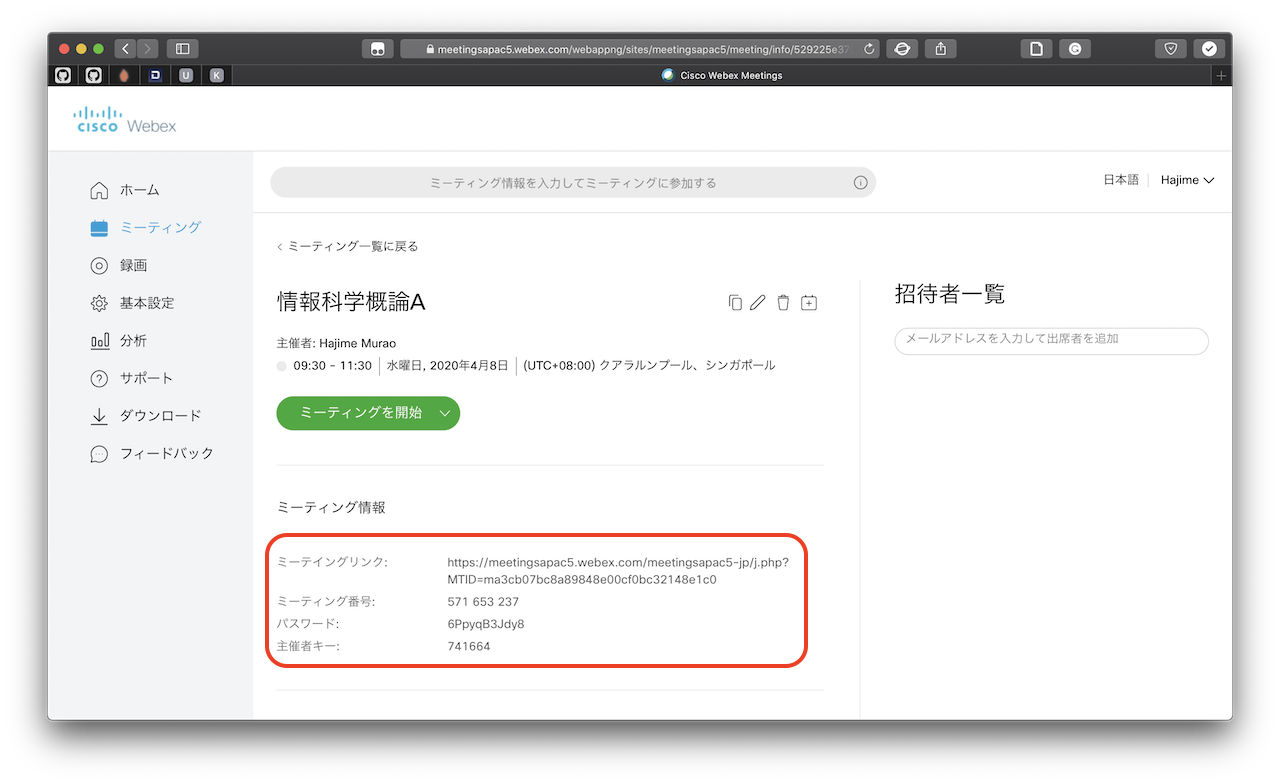 meetingsapac5.webex.com/webappng/sites/meetingsapac5/meeting/info/529225e37
D
U
K
Cisco Webex Meetings
CISCO Webex
ミーティング情報を入力してミーティングに参加する
日本語
Hajime
ホーム
ミーティング
録画
基本設定
分析
サポート
ダウンロード
フィードバック
ミーティング一覧に戻る
情報科学概論A
主催者: Hajime Murao
09:30 - 11:30 水曜日, 2020年4月8日 (UTC+08:00) クアラルンプール、シンガポール
ミーティングを開始
ミーティング情報
ミーテイングリンク: https://meetingsapac5.webex.com/meetingsapac5-jp/j.php?
MTID=ma3cb07bc8a89848e00cf0bc32148e1c0
ミーティング番号: 571 653 237
パスワード: 6PpyqB3Jdy8
主催者キー: 741664
招待者一覧
メールアドレスを入力して出席者を追加